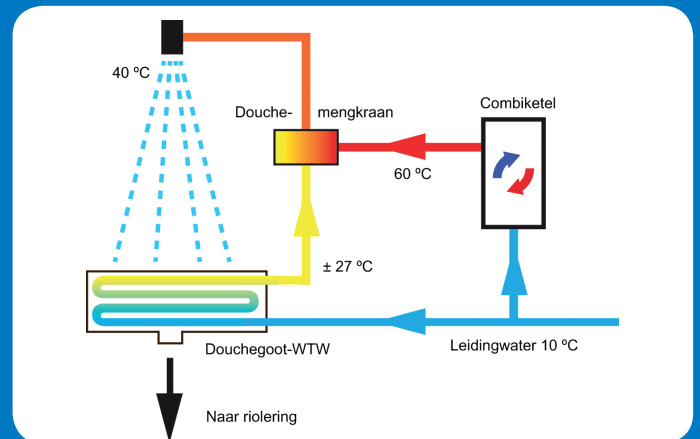 40 ºC
Douche- mengkraan
Combiketel
60 ºC
± 27 ºC
Douchegoot-WTW
Leidingwater 10 ºC
Naar riolering